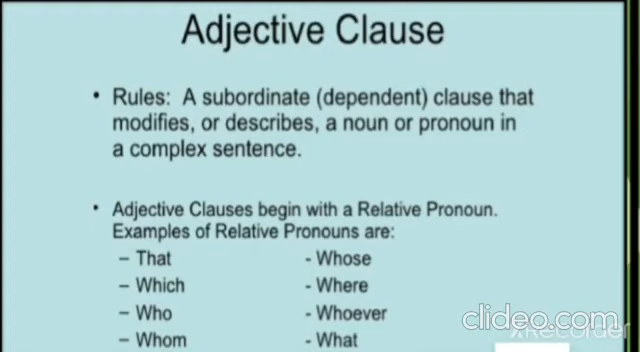 Adjective Clause
• Rules: A subordinate (dependent) clause that
modifies, or describes, a noun or pronoun in
a complex sentence.
• Adjective Clauses begin with a Relative Pronoun.
Examples of Relative Pronouns are:
– That - Whose
– Which - Where
– Who - Whoever
– Whom - What
clideo.com
XRecorder